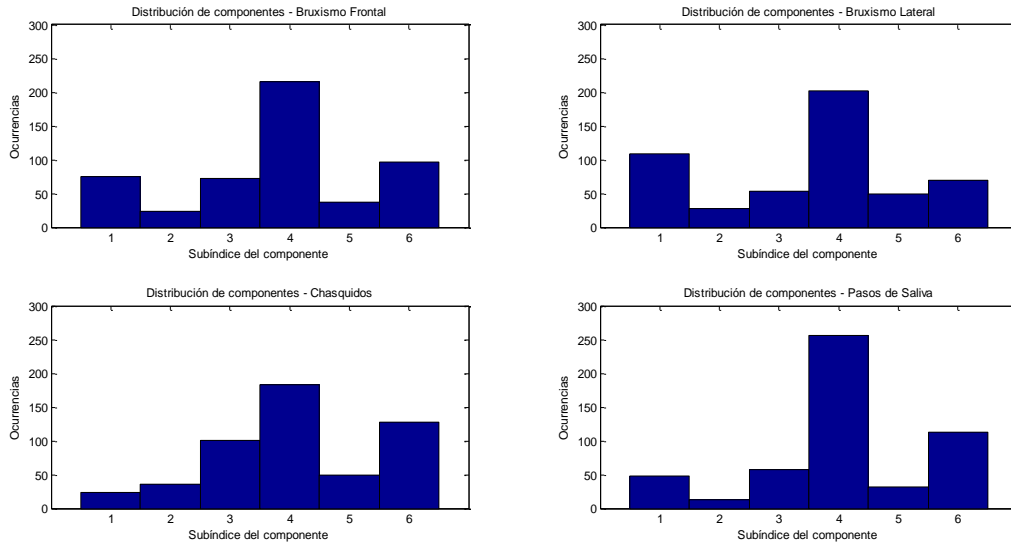 Distribución de componentes - Bruxismo Frontal
300
250
200
150
100
50
0
Ocurrencias
1 2 3 4 5 6
Subíndice del componente
Distribución de componentes - Bruxismo Lateral
300
250
200
150
100
50
0
Ocurrencias
1 2 3 4 5 6
Subíndice del componente
Distribución de componentes - Chasquidos
300
250
200
150
100
50
0
Ocurrencias
1 2 3 4 5 6
Subíndice del componente
Distribución de componentes - Pasos de Saliva
300
250
200
150
100
50
0
Ocurrencias
1 2 3 4 5 6
Subíndice del componente